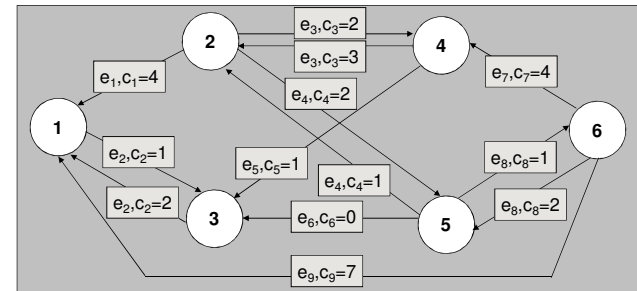 e3,c3=2
2
4
e3,c3=3
e1,c1=4
e7,c7=4
e4,c4=2
1
6
e2,c2=1
e5,c5=1
e8,c8=1
e4,c4=1
e2,c2=2
e8,c8=2
3
e6,c6=0
5
e9,c9=7